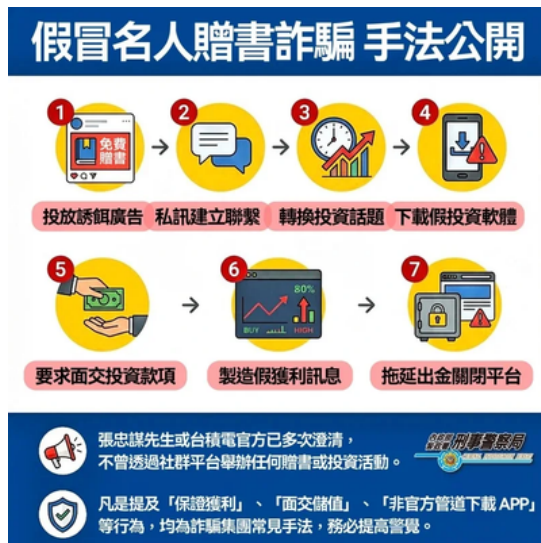 假冒名人贈書詐騙 手法公開
1
免費
贈書
投放誘餌廣告
2
私訊建立聯繫
3
轉換投資話題
4
下載假投資軟體
5
要求面交投資款項
6
80%
BUY
HIGH
製造假獲利訊息
7
拖延出金關閉平台
張忠謀先生或台積電官方已多次澄清，
不曾透過社群平台舉辦任何贈書或投資活動。
刑事警察局
凡是提及「保證獲利」、「面交儲值」、「非官方管道下載 APP」
等行為，均為詐騙集團常見手法，務必提高警覺。